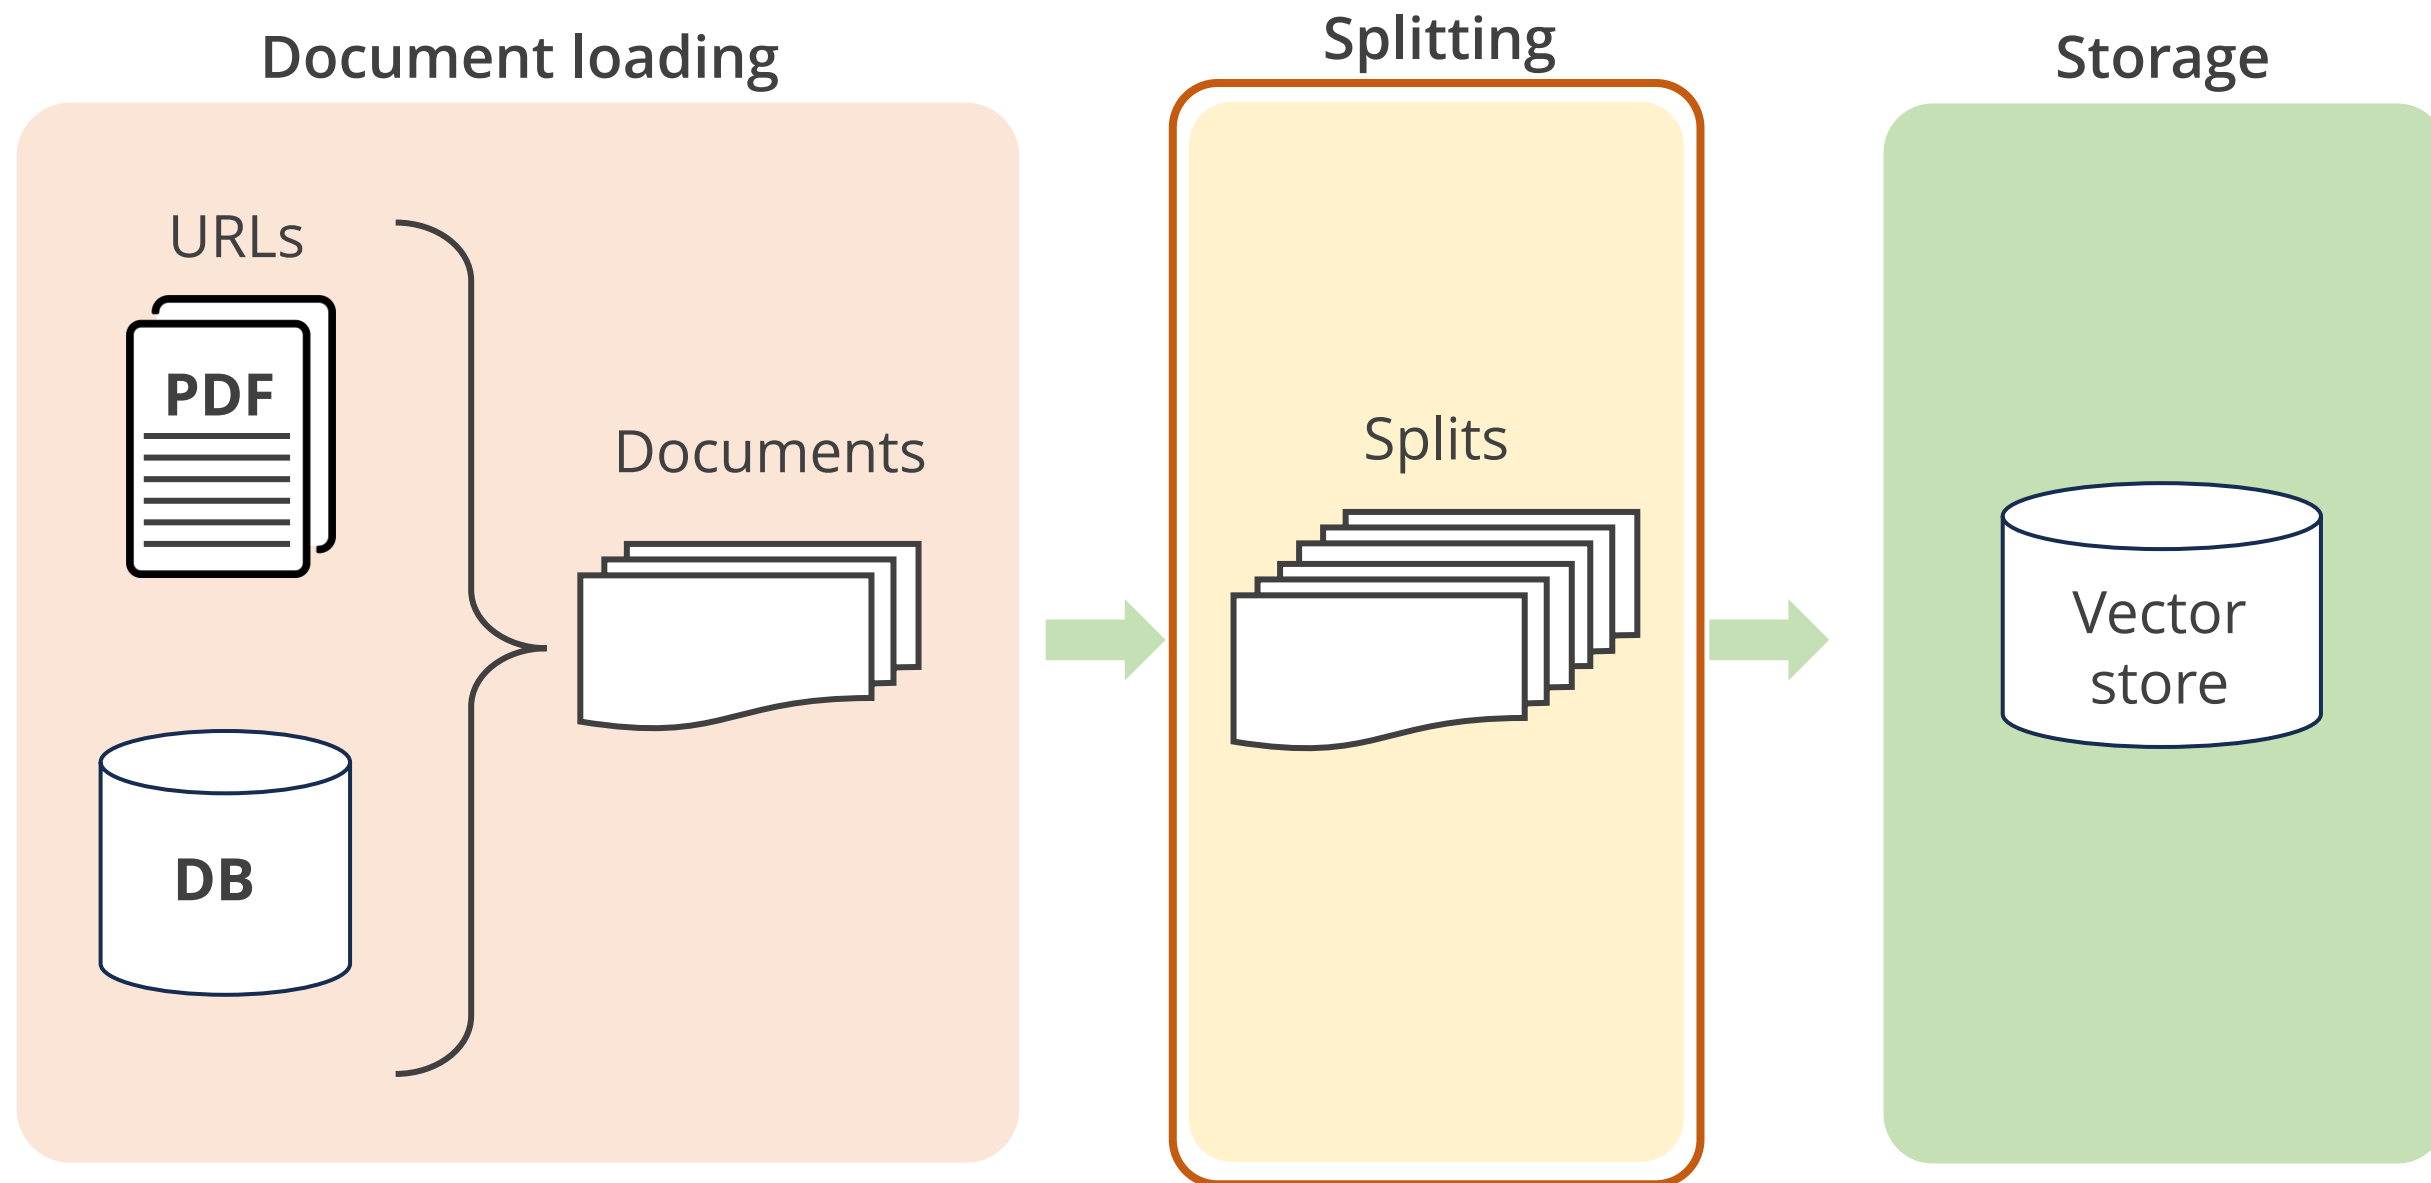 Document loading
Splitting
Storage
URLs
PDF
DB
Documents
Splits
Vector
store